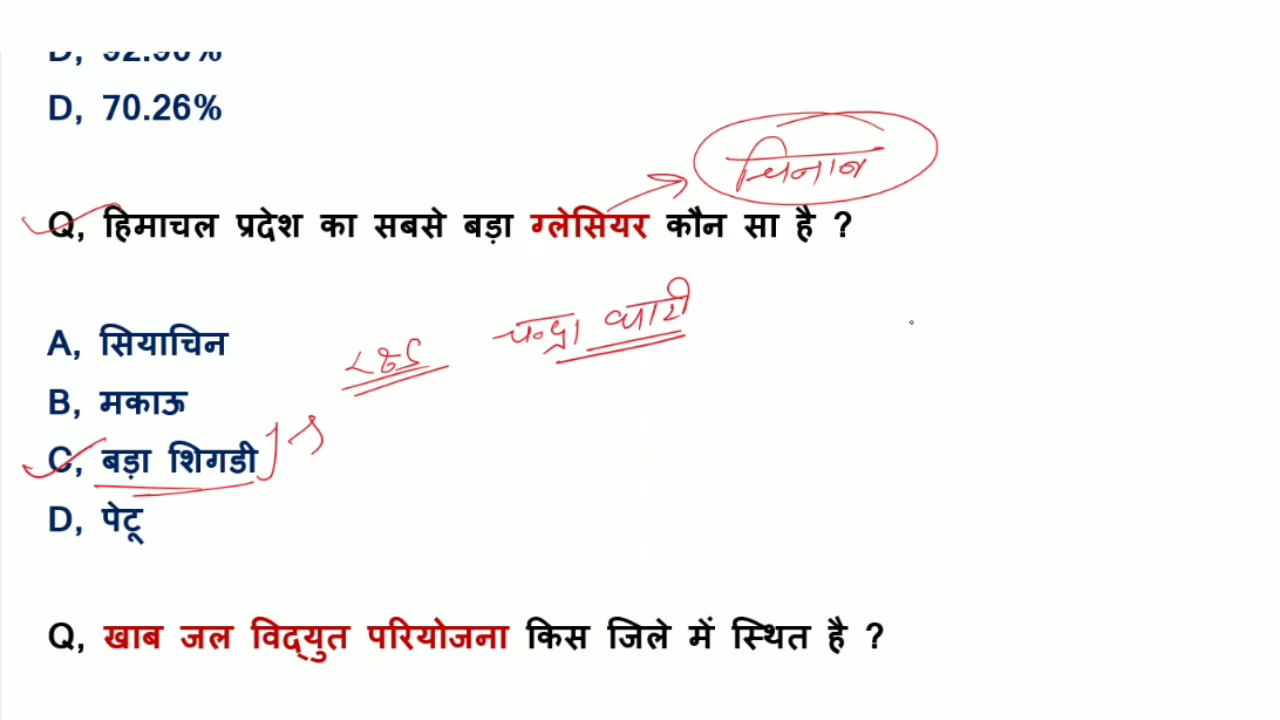 D, 70.26%
Q, हिमाचल प्रदेश का सबसे बड़ा ग्लेसियर कौन सा है ?
A, सियाचिन
चन्द्रा
B, मकाऊ
C, बड़ा शिगडी
D, पेटू
Q, खाब जल विद्युत परियोजना किस जिले में स्थित है ?